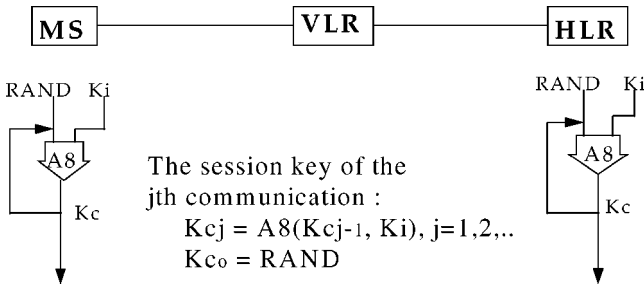 MS VLR HLR
RAND Ki RAND Ki
A8 A8
The session key of the
jth communication :
Kc Kc
Kcj = A8(Kcj-1, Ki), j=1,2,..
Kc0 = RAND